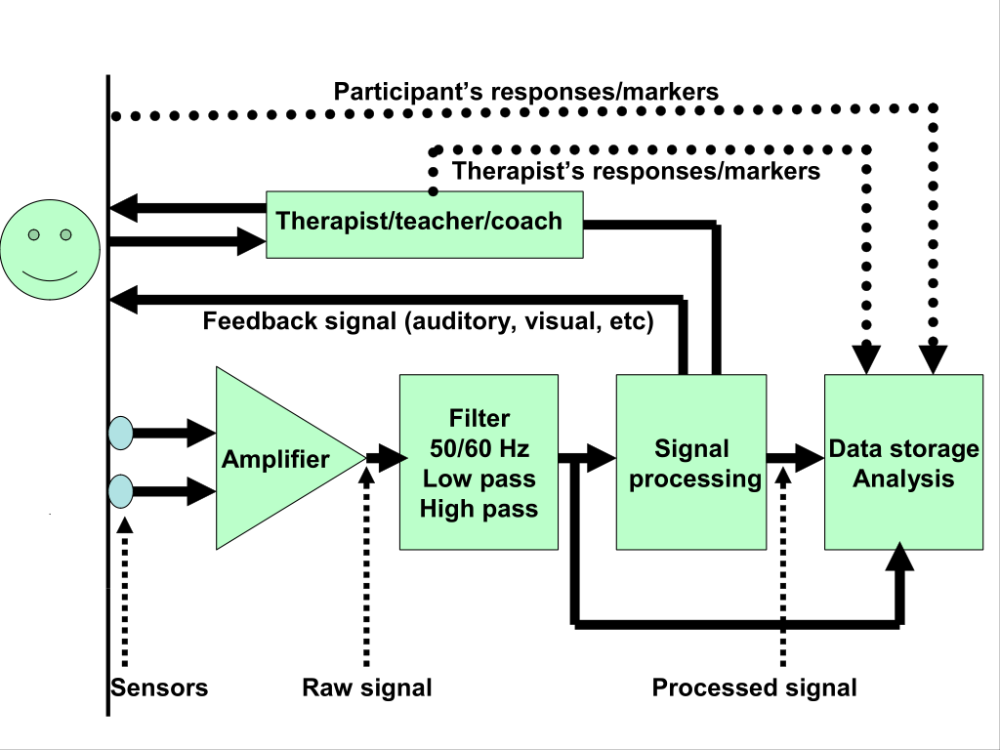 Participant’s responses/markers
Therapist’s responses/markers
Therapist/teacher/coach
Feedback signal (auditory, visual, etc)
Amplifier
Filter
50/60 Hz
Low pass
High pass
Signal
processing
Data storage
Analysis
Sensors
Raw signal
Processed signal